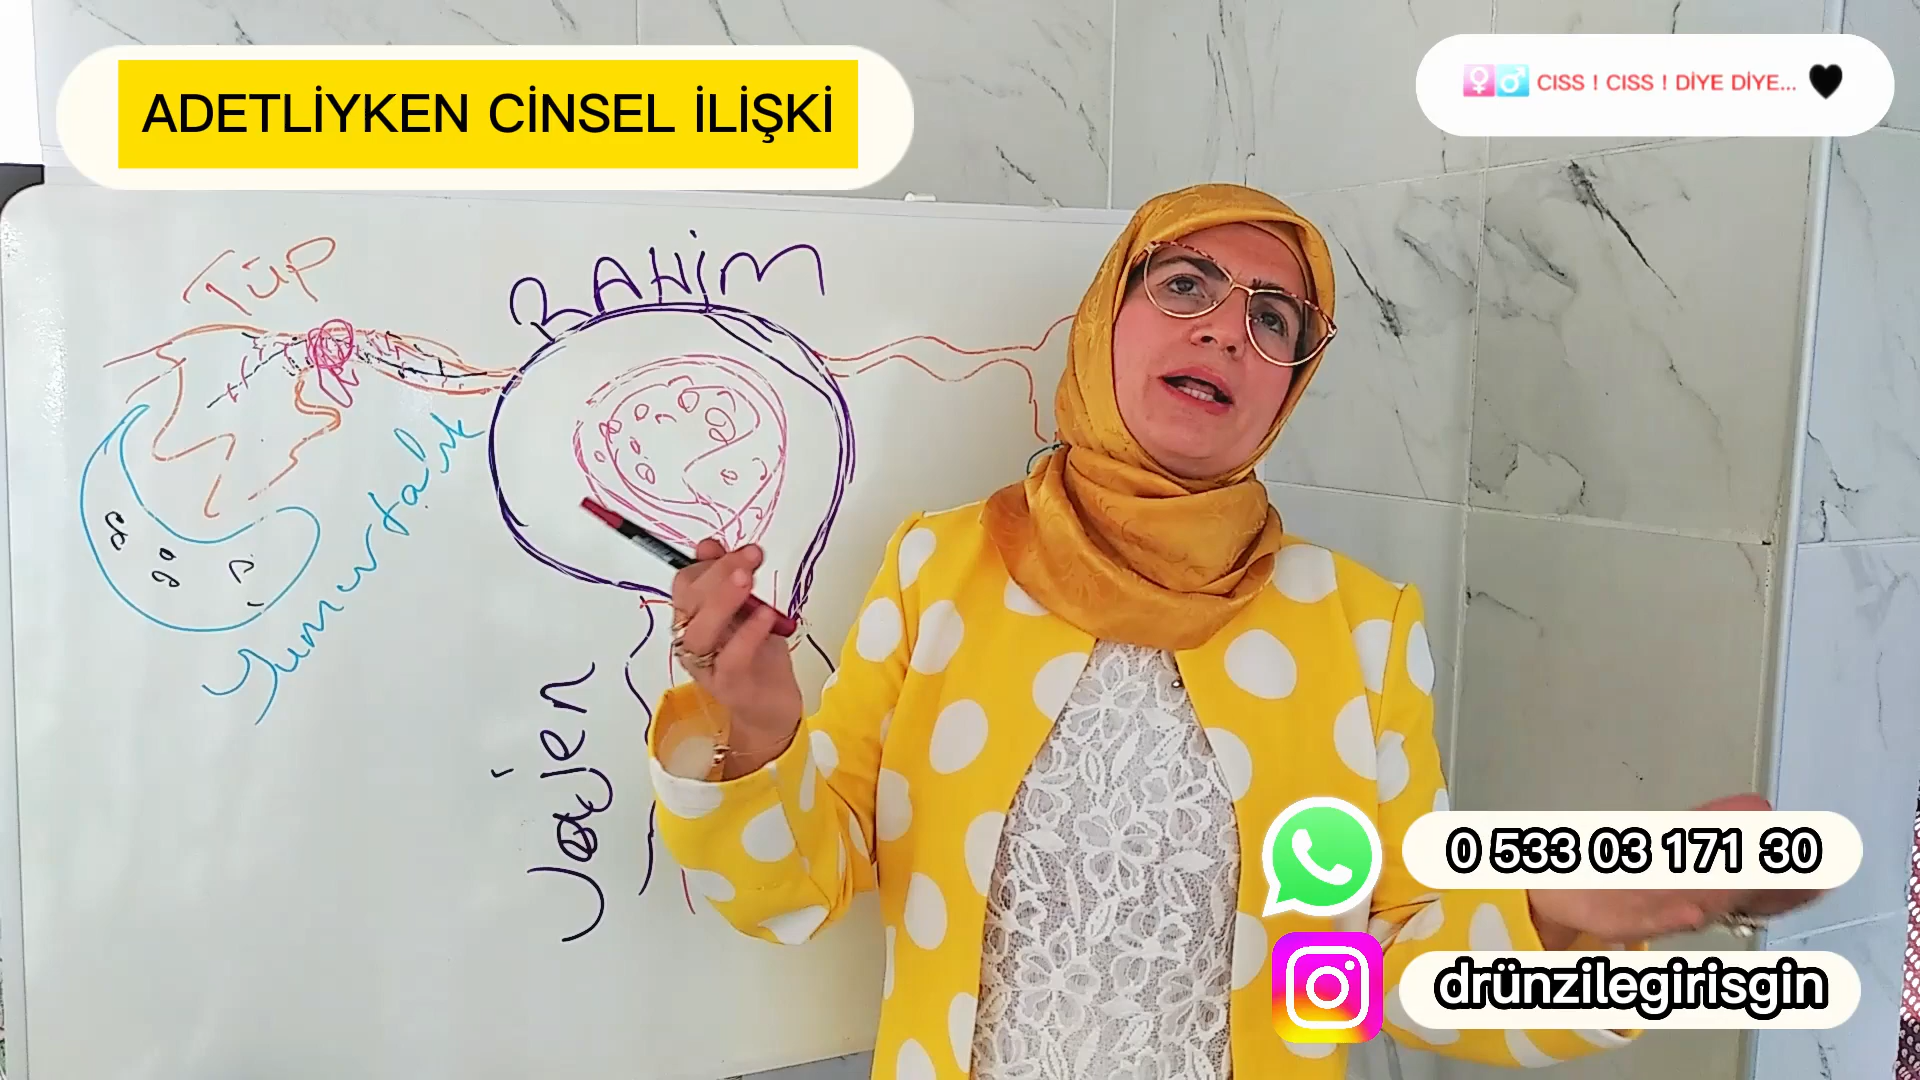 ADETLİYKEN CİNSEL İLİŞKİ
CISS ! CISS ! DİYE DİYE...
TÜP
RAHİM
Yumurtalık
Vajen
0 533 03 171 30
drünzilegirisgin